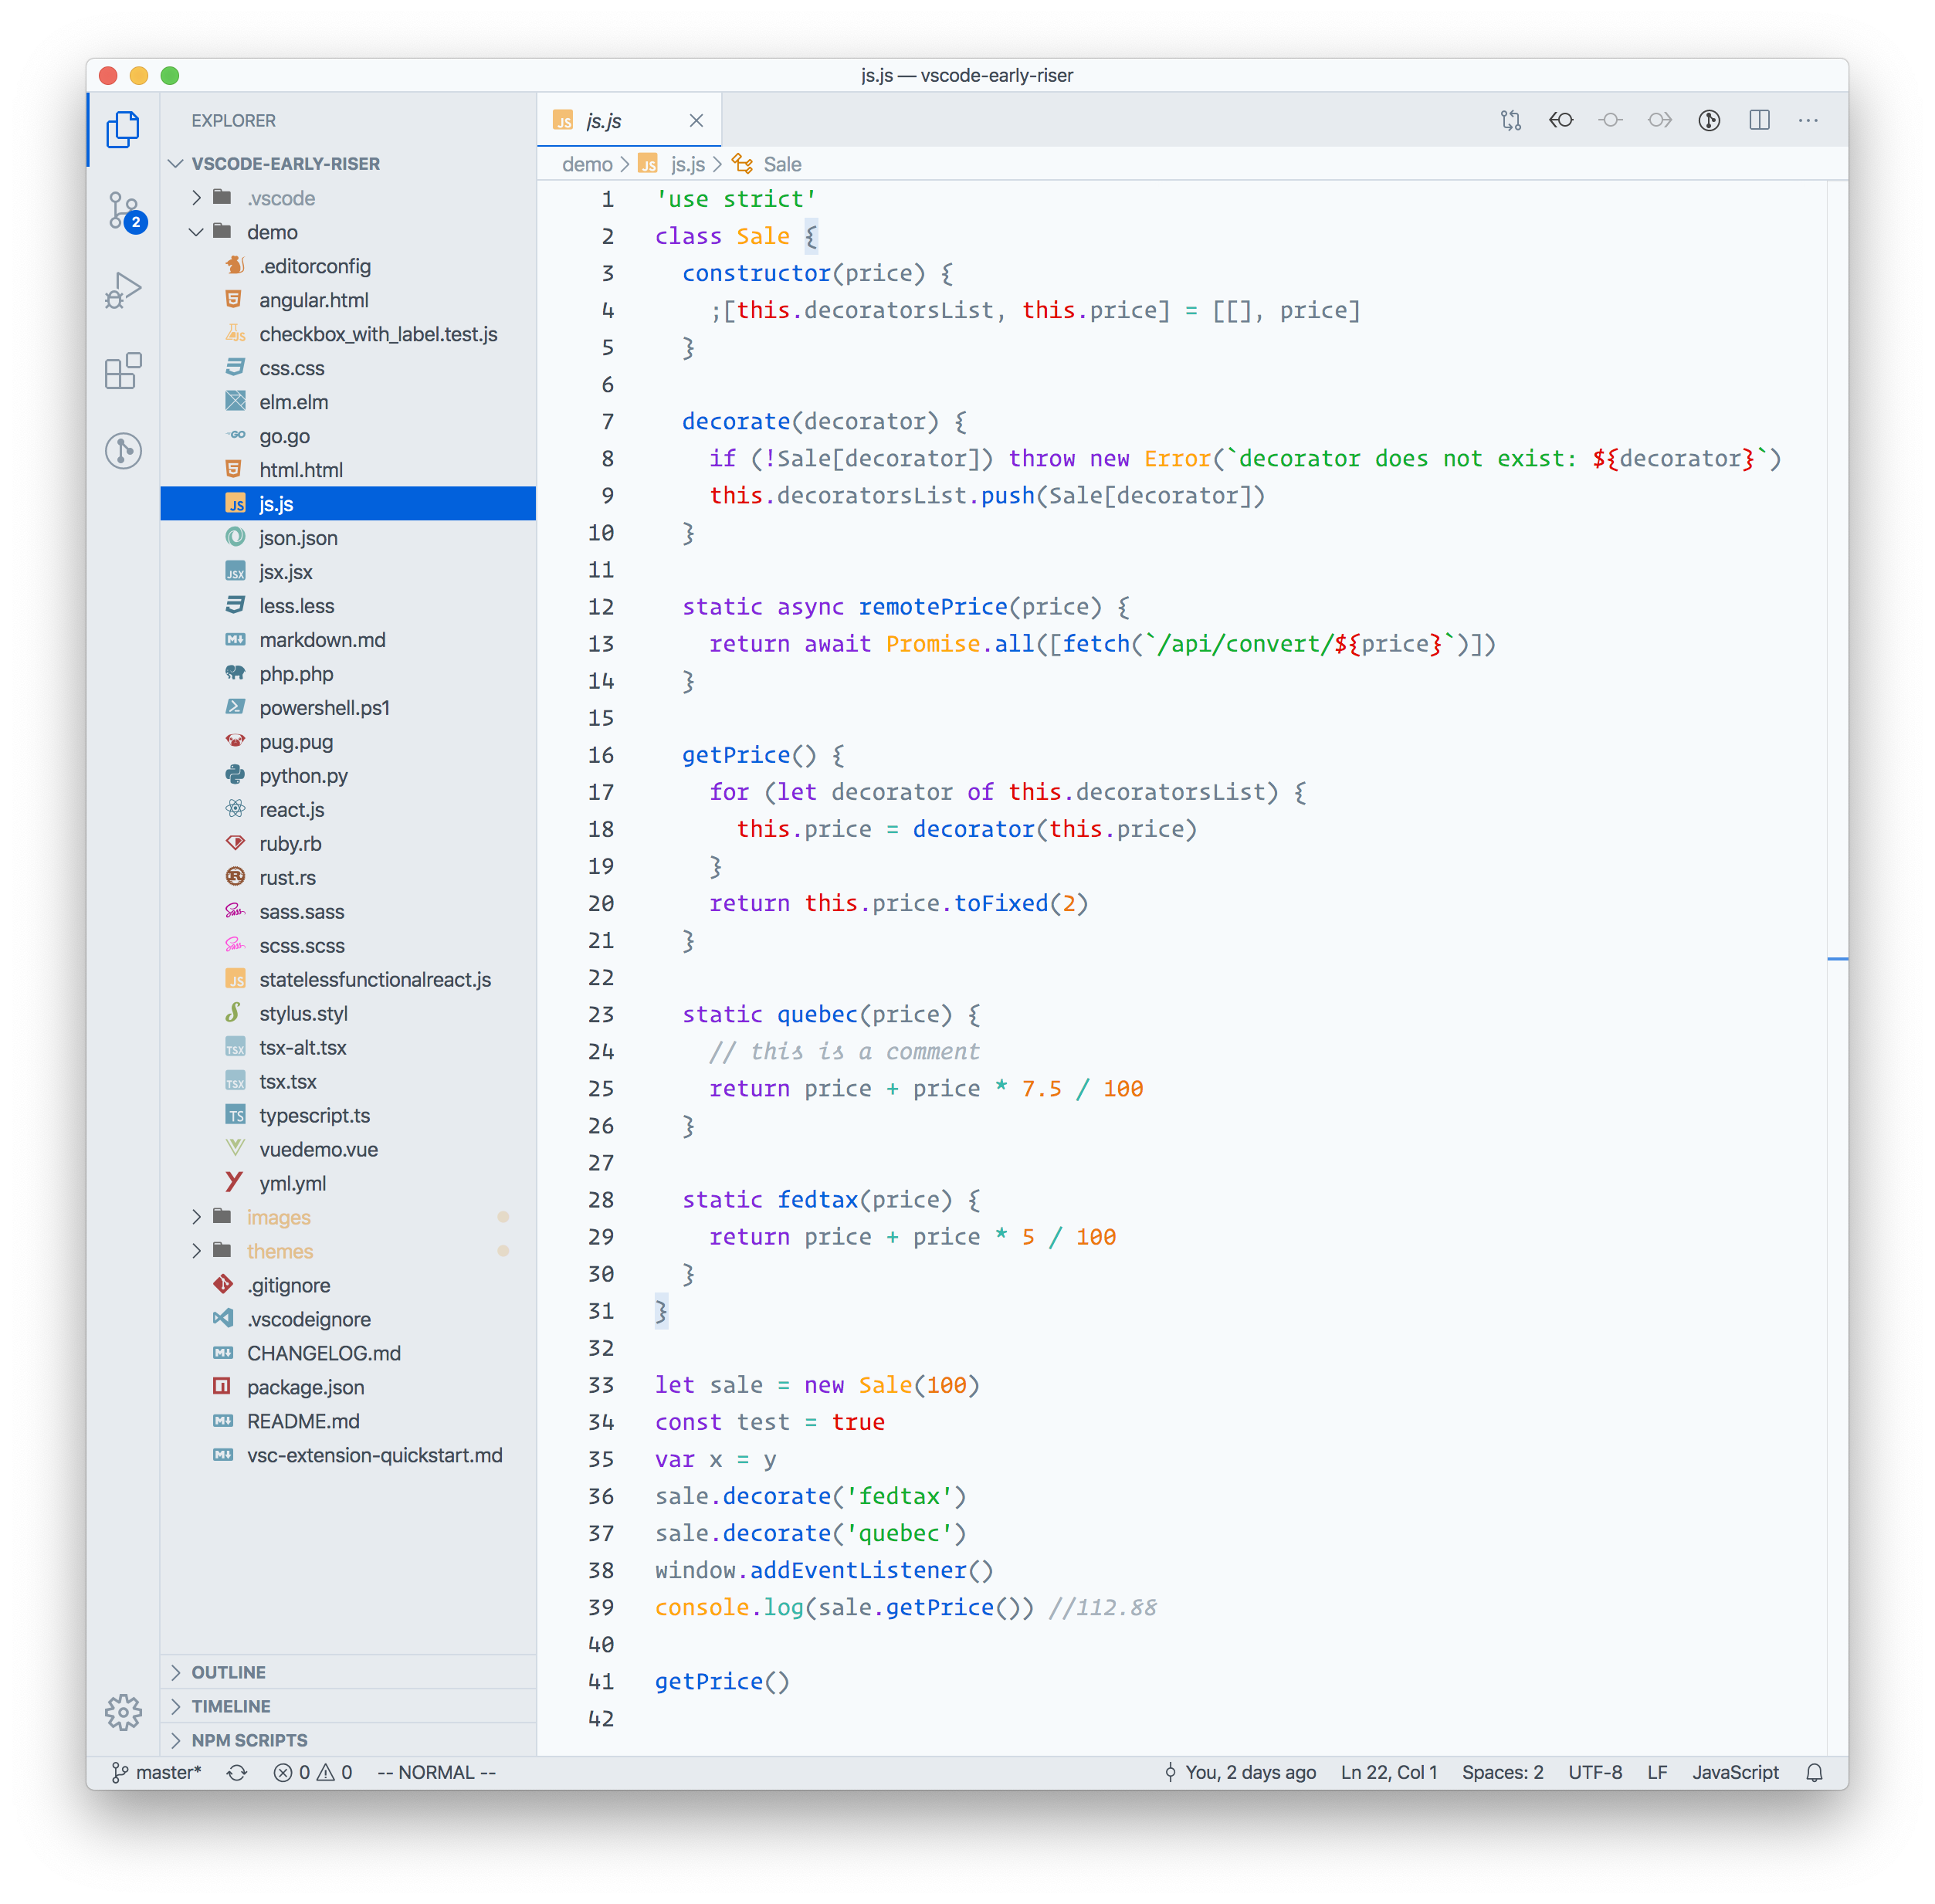 js.js — vscode-early-riser
EXPLORER
VSCODE-EARLY-RISER
.vscode
demo
.editorconfig
angular.html
checkbox_with_label.test.js
css.css
elm.elm
go.go
html.html
js.js
json.json
jsx.jsx
less.less
markdown.md
php.php
powershell.ps1
pug.pug
python.py
react.js
ruby.rb
rust.rs
sass.sass
scss.scss
statelessfunctionalreact.js
stylus.styl
tsx-alt.tsx
tsx.tsx
typescript.ts
vuedemo.vue
yml.yml
images
themes
.gitignore
.vscodeignore
CHANGELOG.md
package.json
README.md
vsc-extension-quickstart.md
OUTLINE
TIMELINE
NPM SCRIPTS
2
JS js.js
demo > JS js.js > Sale
1 'use strict'
2 class Sale {
3 constructor(price) {
4 ;[this.decoratorsList, this.price] = [[], price]
5 }
6
7 decorate(decorator) {
8 if (!Sale[decorator]) throw new Error(`decorator does not exist: ${decorator}`)
9 this.decoratorsList.push(Sale[decorator])
10 }
11
12 static async remotePrice(price) {
13 return await Promise.all([fetch(`/api/convert/${price}`)])
14 }
15
16 getPrice() {
17 for (let decorator of this.decoratorsList) {
18 this.price = decorator(this.price)
19 }
20 return this.price.toFixed(2)
21 }
22
23 static quebec(price) {
24 // this is a comment
25 return price + price * 7.5 / 100
26 }
27
28 static fedtax(price) {
29 return price + price * 5 / 100
30 }
31 }
32
33 let sale = new Sale(100)
34 const test = true
35 var x = y
36 sale.decorate('fedtax')
37 sale.decorate('quebec')
38 window.addEventListener()
39 console.log(sale.getPrice()) //112.88
40
41 getPrice()
42
master* 0 0 -- NORMAL -- You, 2 days ago Ln 22, Col 1 Spaces: 2 UTF-8 LF JavaScript